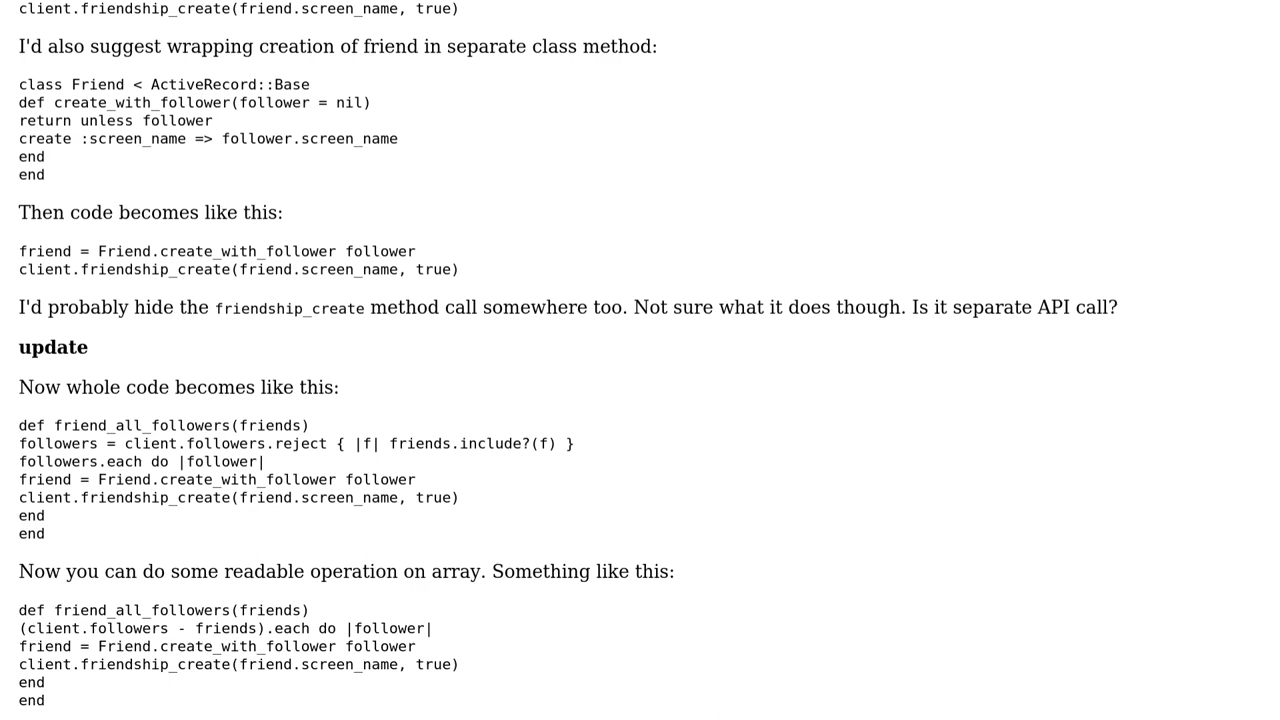 client.friendship_create(friend.screen_name, true)
I'd also suggest wrapping creation of friend in separate class method:
class Friend < ActiveRecord::Base
def create_with_follower(follower = nil)
return unless follower
create :screen_name => follower.screen_name
end
end
Then code becomes like this:
friend = Friend.create_with_follower follower
client.friendship_create(friend.screen_name, true)
I'd probably hide the friendship_create method call somewhere too. Not sure what it does though. Is it separate API call?
update
Now whole code becomes like this:
def friend_all_followers(friends)
followers = client.followers.reject { |f| friends.include?(f) }
followers.each do |follower|
friend = Friend.create_with_follower follower
client.friendship_create(friend.screen_name, true)
end
end
Now you can do some readable operation on array. Something like this:
def friend_all_followers(friends)
(client.followers - friends).each do |follower|
friend = Friend.create_with_follower follower
client.friendship_create(friend.screen_name, true)
end
end